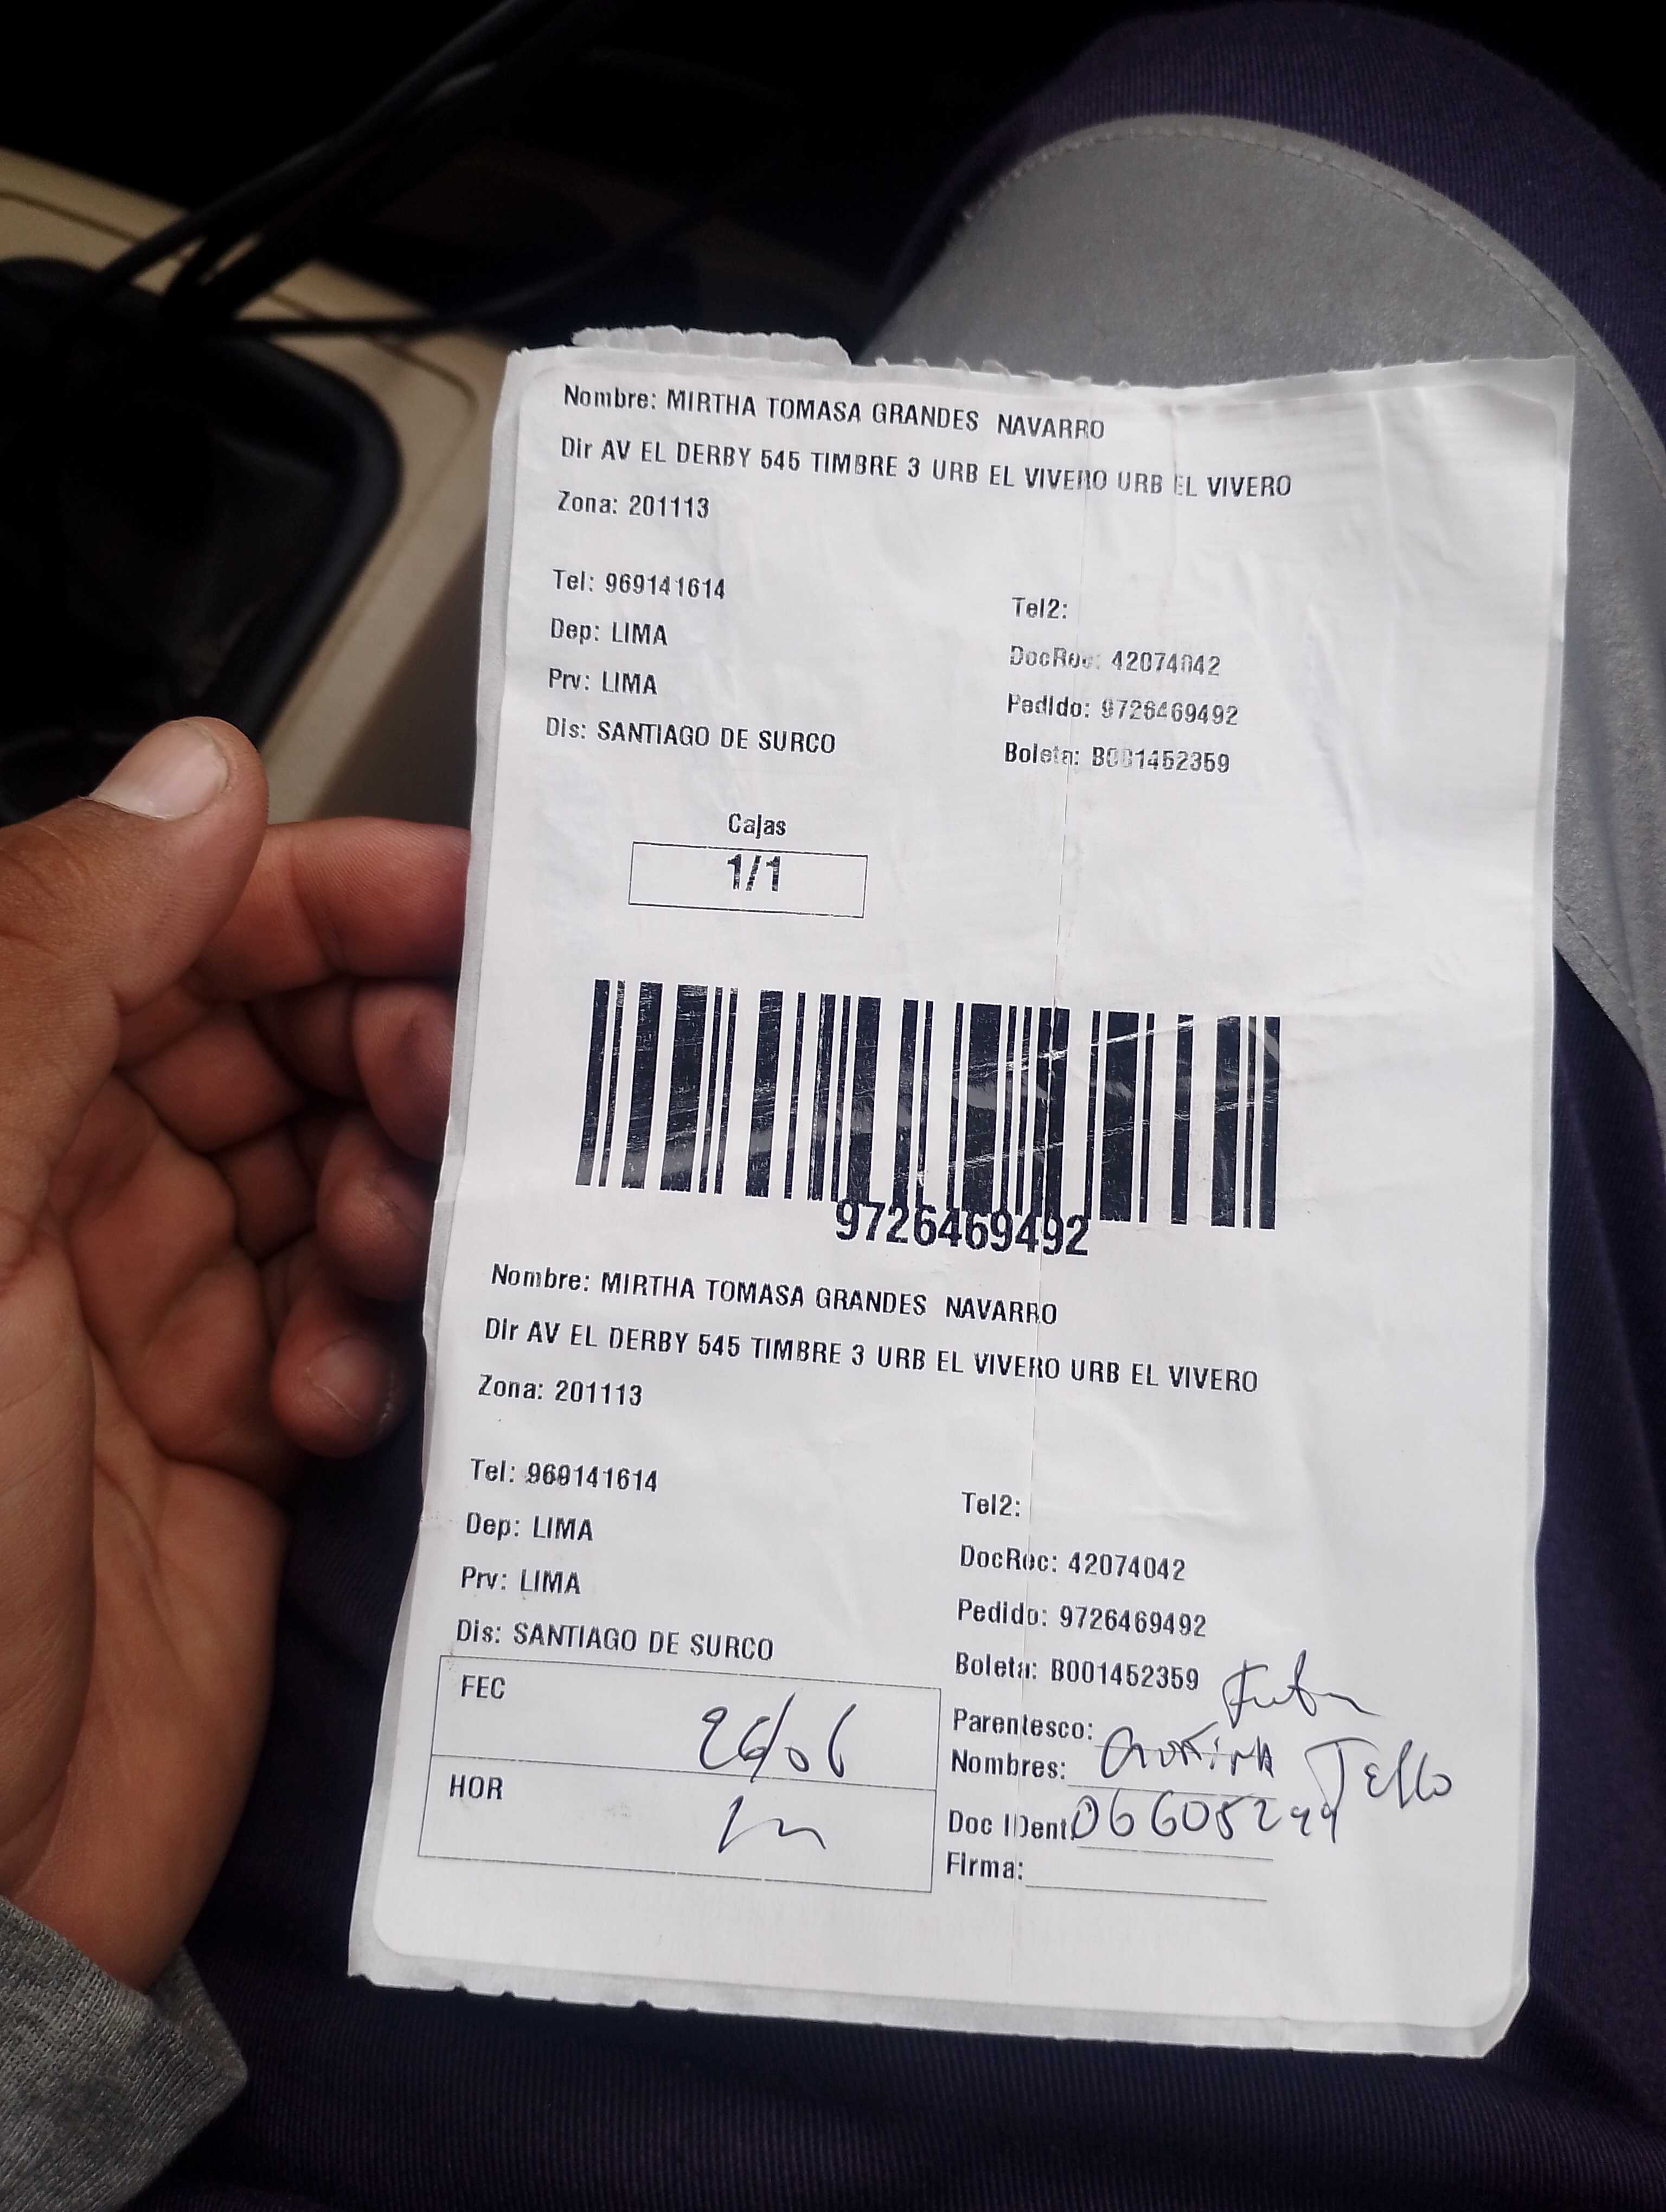 Nombre: MIRTHA TOMASA GRANDES NAVARRO
Dir AV EL DERBY 545 TIMBRE 3 URB EL VIVERO URB EL VIVERO
Zona: 201113
Tel: 969141614
Tel2:
Dep: LIMA
DocRec: 42074042
Prv: LIMA
Pedido: 9726469492
Dis: SANTIAGO DE SURCO
Boleta: B001452359
Cajas
1/1
9726469492
Nombre: MIRTHA TOMASA GRANDES NAVARRO
Dir AV EL DERBY 545 TIMBRE 3 URB EL VIVERO URB EL VIVERO
Zona: 201113
Tel: 969141614
Tel2:
Dep: LIMA
DocRec: 42074042
Prv: LIMA
Pedido: 9726469492
Dis: SANTIAGO DE SURCO
Boleta: B001452359
FEC 26/06
Parentesco:
Nombres: Tello
HOR
Doc IDent: 06605299
Firma: